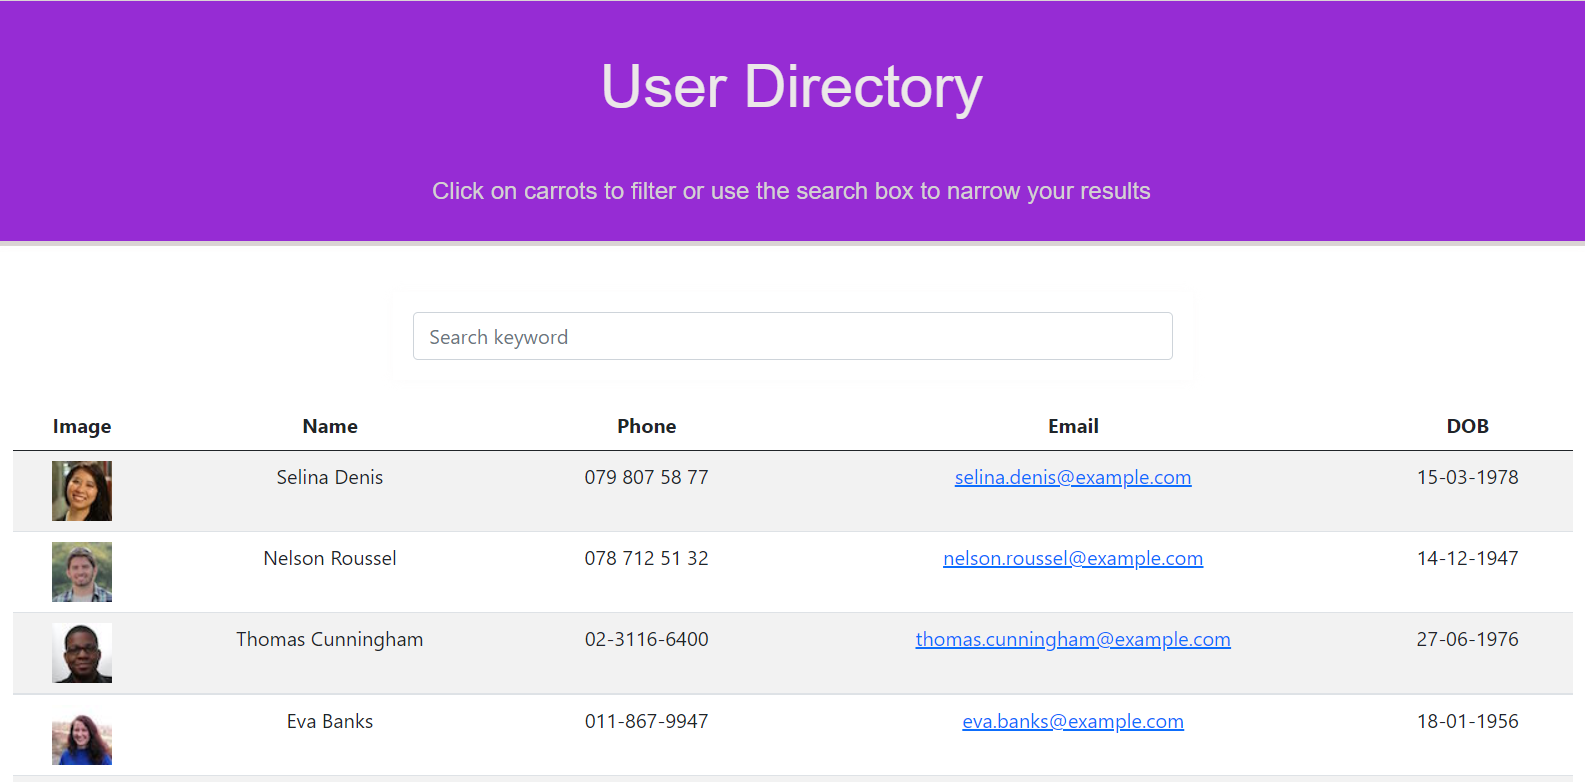 User Directory
Click on carrots to filter or use the search box to narrow your results
Search keyword
Image Name Phone Email DOB
Selina Denis 079 807 58 77 selina.denis@example.com 15-03-1978
Nelson Roussel 078 712 51 32 nelson.roussel@example.com 14-12-1947
Thomas Cunningham 02-3116-6400 thomas.cunningham@example.com 27-06-1976
Eva Banks 011-867-9947 eva.banks@example.com 18-01-1956